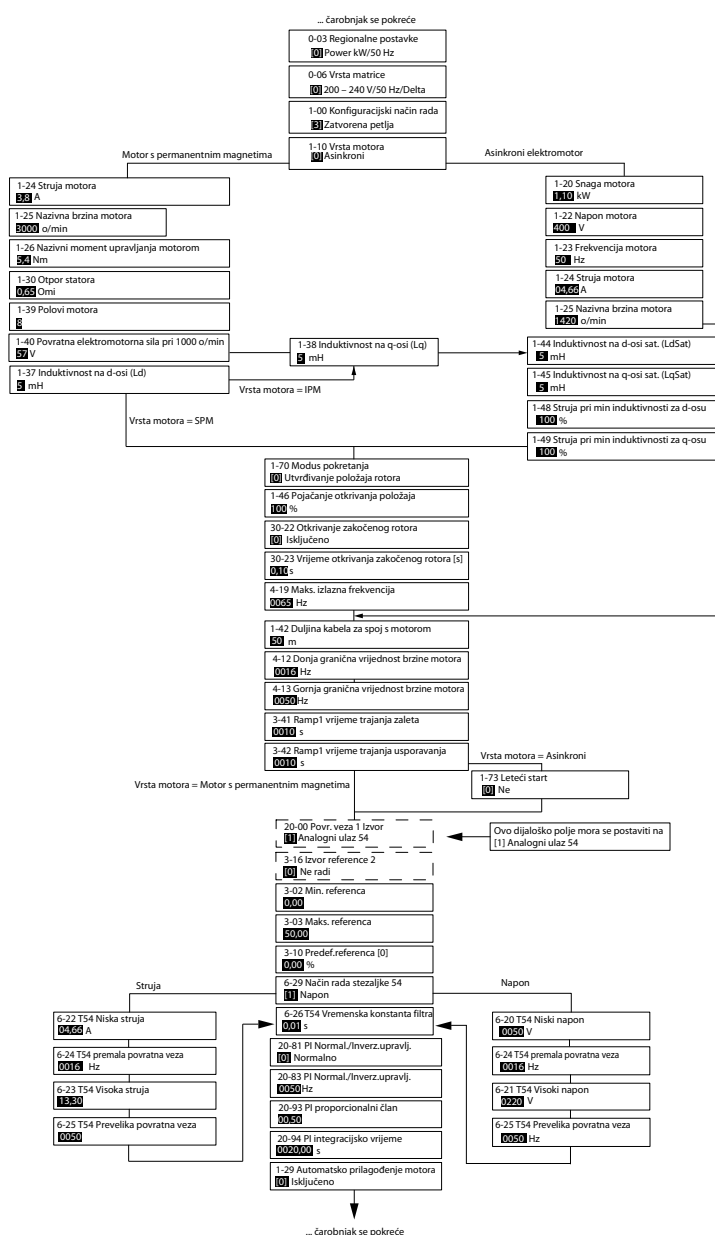 ... čarobnjak se pokreće
0-03 Regionalne postavke
[0] Power kW/50 Hz
0-06 Vrsta matrice
[0] 200 – 240 V/50 Hz/Delta
1-00 Konfiguracijski način rada
[3] Zatvorena petlja
1-10 Vrsta motora
[0] Asinkroni
Motor s permanentnim magnetima
Asinkroni elektromotor
1-24 Struja motora
3,8 A
1-25 Nazivna brzina motora
3000 o/min
1-26 Nazivni moment upravljanja motorom
5,4 Nm
1-30 Otpor statora
0,65 Omi
1-39 Polovi motora
8
1-40 Povratna elektromotorna sila pri 1000 o/min
57 V
1-37 Induktivnost na d-osi (Ld)
5 mH
1-20 Snaga motora
1,10 kW
1-22 Napon motora
400 V
1-23 Frekvencija motora
50 Hz
1-24 Struja motora
04,66 A
1-25 Nazivna brzina motora
1420 o/min
1-38 Induktivnost na q-osi (Lq)
5 mH
Vrsta motora = IPM
Vrsta motora = SPM
1-44 Induktivnost na d-osi sat. (LdSat)
5 mH
1-45 Induktivnost na q-osi sat. (LqSat)
5 mH
1-48 Struja pri min induktivnosti za d-osu
100 %
1-49 Struja pri min induktivnosti za q-osu
100 %
1-70 Modus pokretanja
[0] Utvrđivanje položaja rotora
1-46 Pojačanje otkrivanja položaja
100 %
30-22 Otkrivanje zakočenog rotora
[0] Isključeno
30-23 Vrijeme otkrivanja zakočenog rotora [s]
0,10 s
4-19 Maks. izlazna frekvencija
0065 Hz
1-42 Duljina kabela za spoj s motorom
50 m
4-12 Donja granična vrijednost brzine motora
0016 Hz
4-13 Gornja granična vrijednost brzine motora
0050 Hz
3-41 Ramp1 vrijeme trajanja zaleta
0010 s
3-42 Ramp1 vrijeme trajanja usporavanja
0010 s
Vrsta motora = Asinkroni
Vrsta motora = Motor s permanentnim magnetima
1-73 Leteći start
[0] Ne
20-00 Povr. veza 1 Izvor
[1] Analogni ulaz 54
Ovo dijaloško polje mora se postaviti na
[1] Analogni ulaz 54
3-16 Izvor reference 2
[0] Ne radi
3-02 Min. referenca
0,00
3-03 Maks. referenca
50,00
3-10 Predef.referenca [0]
0,00 %
6-29 Način rada stezaljke 54
[1] Napon
Struja
Napon
6-22 T54 Niska struja
04,66 A
6-24 T54 premala povratna veza
0016 Hz
6-23 T54 Visoka struja
13,30
6-25 T54 Prevelika povratna veza
0050
6-26 T54 Vremenska konstanta filtra
0,01 s
20-81 PI Normal./Inverz.upravlj.
[0] Normalno
20-83 PI Normal./Inverz.upravlj.
0050 Hz
20-93 PI proporcionalni član
00,50
20-94 PI integracijsko vrijeme
0020,00 s
1-29 Automatsko prilagođenje motora
[0] Isključeno
6-20 T54 Niski napon
0050 V
6-24 T54 premala povratna veza
0016 Hz
6-21 T54 Visoki napon
0220 V
6-25 T54 Prevelika povratna veza
0050 Hz
... čarobnjak se pokreće